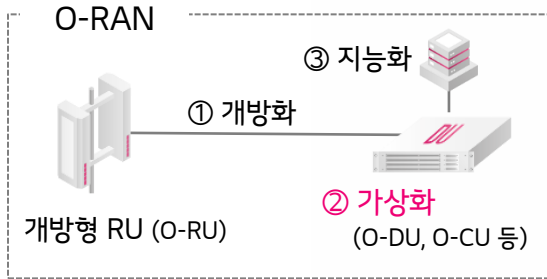 O-RAN
③ 지능화
① 개방화
DU
② 가상화
개방형 RU (O-RU)
(O-DU, O-CU 등)